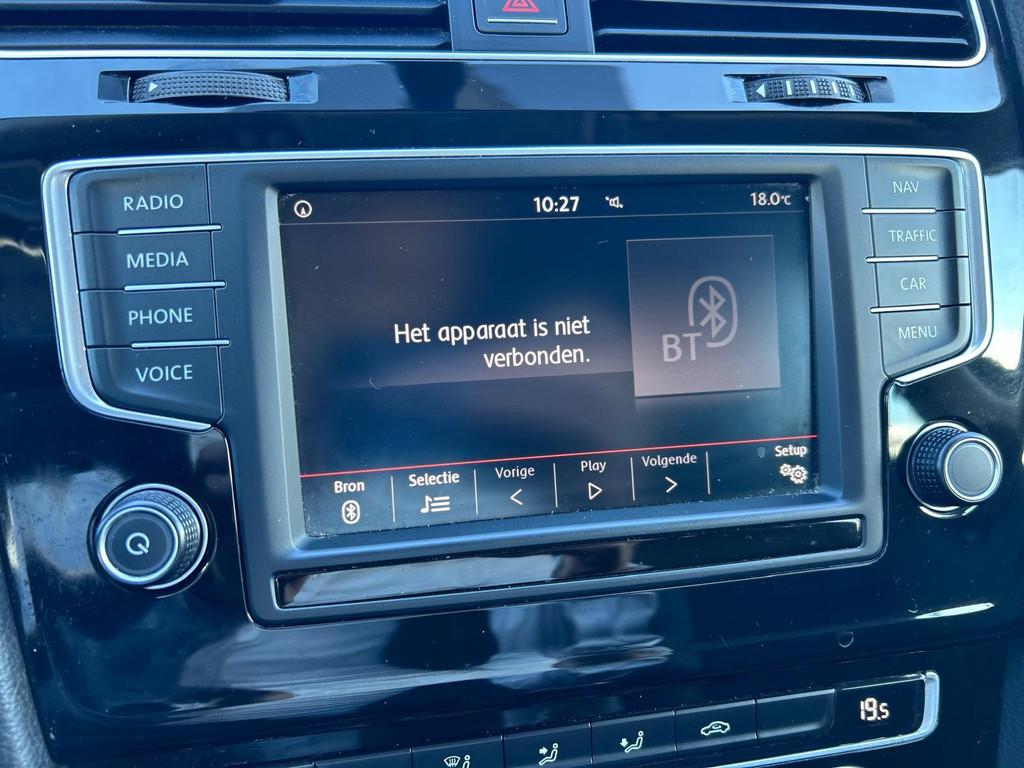 RADIO
MEDIA
PHONE
VOICE
10:27
18.0°C
Het apparaat is niet
verbonden.
BT
Bron
Selectie
Vorige
Play
Volgende
Setup
NAV
TRAFFIC
CAR
MENU
19.5